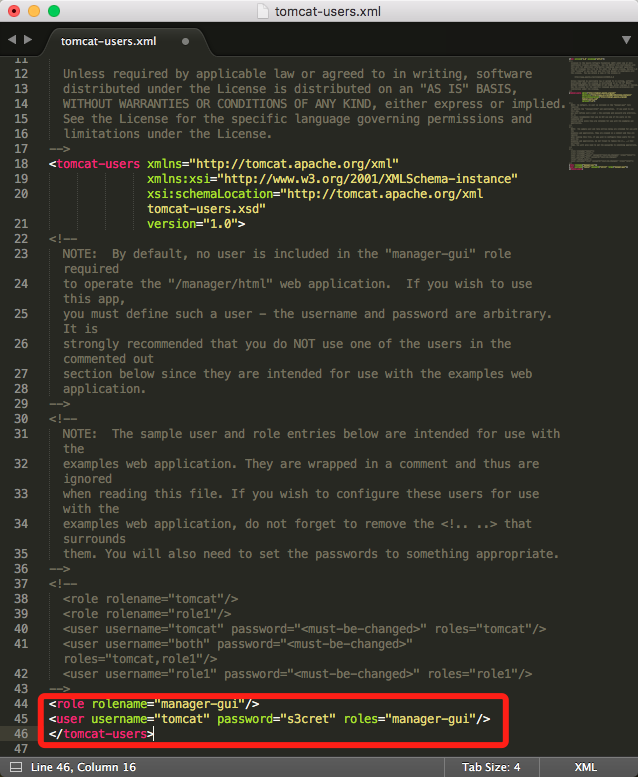 tomcat-users.xml
tomcat-users.xml
11
12 Unless required by applicable law or agreed to in writing, software
13 distributed under the License is distributed on an "AS IS" BASIS,
14 WITHOUT WARRANTIES OR CONDITIONS OF ANY KIND, either express or implied.
15 See the License for the specific language governing permissions and
16 limitations under the License.
17 -->
18 <tomcat-users xmlns="http://tomcat.apache.org/xml"
19 xmlns:xsi="http://www.w3.org/2001/XMLSchema-instance"
20 xsi:schemaLocation="http://tomcat.apache.org/xml
tomcat-users.xsd"
21 version="1.0">
22 <!--
23 NOTE:  By default, no user is included in the "manager-gui" role
required
24 to operate the "/manager/html" web application.  If you wish to use
this app,
25 you must define such a user - the username and password are arbitrary.
It is
26 strongly recommended that you do NOT use one of the users in the
commented out
27 section below since they are intended for use with the examples web
28 application.
29 -->
30 <!--
31 NOTE:  The sample user and role entries below are intended for use with
the
32 examples web application. They are wrapped in a comment and thus are
ignored
33 when reading this file. If you wish to configure these users for use
with the
34 examples web application, do not forget to remove the <!.. ..> that
surrounds
35 them. You will also need to set the passwords to something appropriate.
36 -->
37 <!--
38 <role rolename="tomcat"/>
39 <role rolename="role1"/>
40 <user username="tomcat" password="<must-be-changed>" roles="tomcat"/>
41 <user username="both" password="<must-be-changed>"
roles="tomcat,role1"/>
42 <user username="role1" password="<must-be-changed>" roles="role1"/>
43 -->
44 <role rolename="manager-gui"/>
45 <user username="tomcat" password="s3cret" roles="manager-gui"/>
46 </tomcat-users>
47
Line 46, Column 16 Tab Size: 4 XML